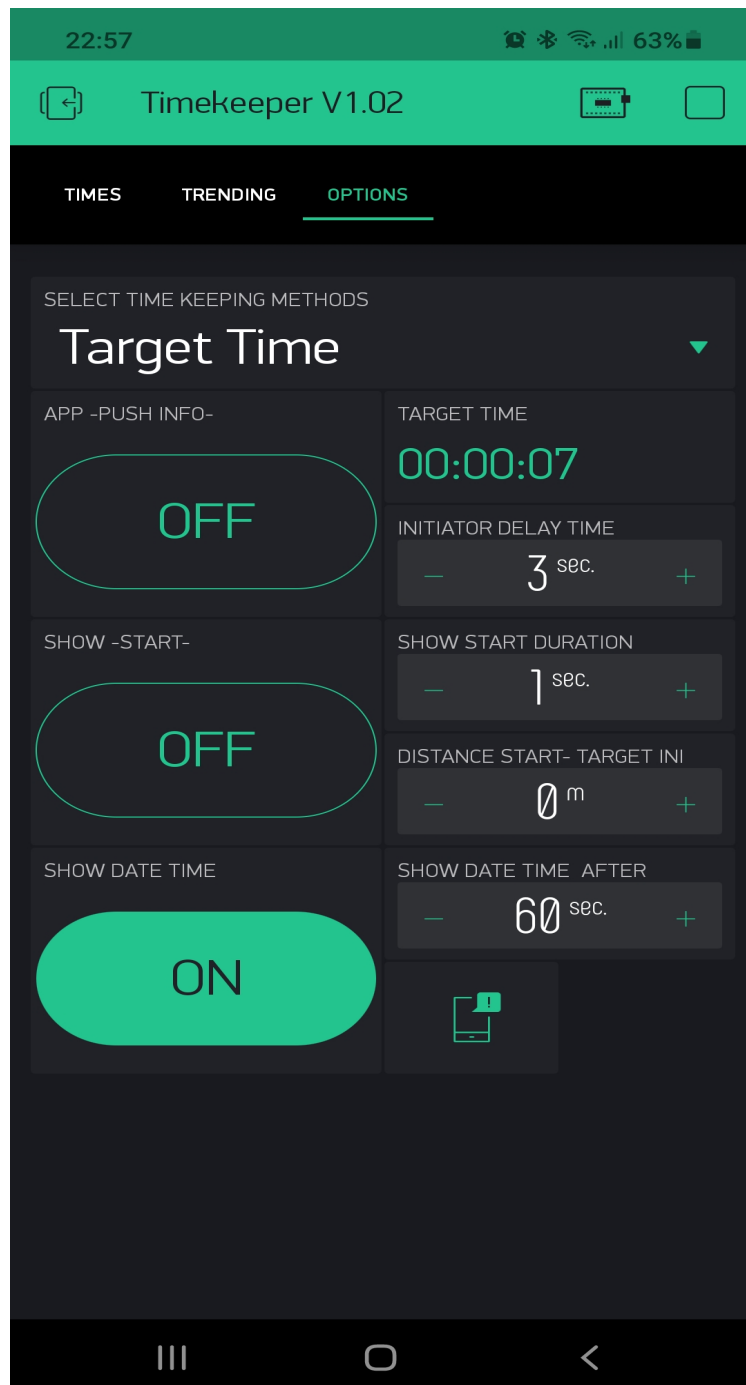 22:57
63%
Timekeeper V1.02
TIMES
TRENDING
OPTIONS
SELECT TIME KEEPING METHODS
Target Time
APP -PUSH INFO-
OFF
TARGET TIME
00:00:07
INITIATOR DELAY TIME
− 3 sec. +
SHOW -START-
OFF
SHOW START DURATION
− 1 sec. +
DISTANCE START- TARGET INI
− 0 m +
SHOW DATE TIME
ON
SHOW DATE TIME AFTER
− 60 sec. +
!